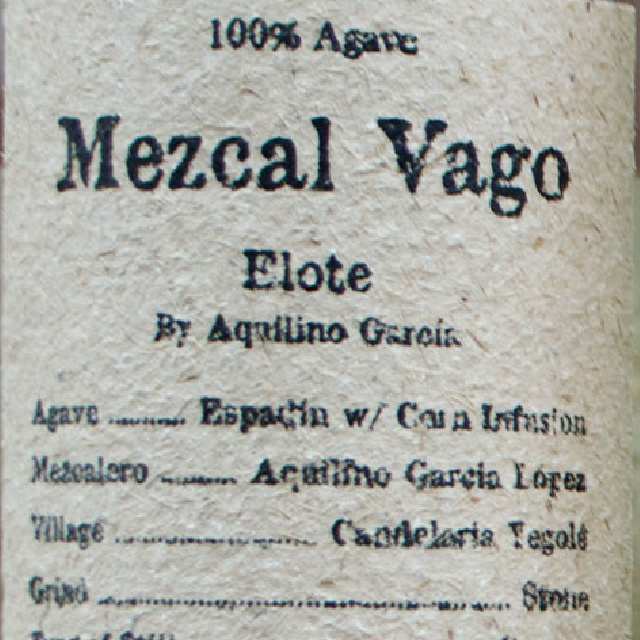 100% Agave
Mezcal Vago
Elote
By Aquilino García
Agave ........ Espadin w/ Corn Infusion
Mezcalero ........ Aquilino García López
Village ........ Candelaria Yegolé
Grind ........ Stone